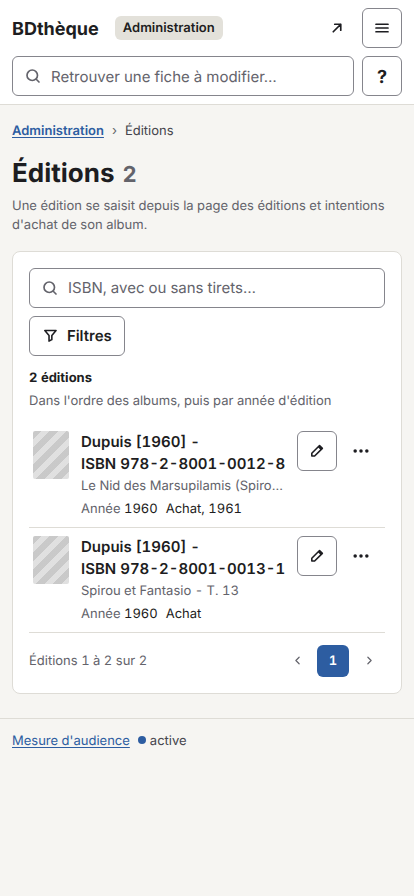 BDthèque Administration
Retrouver une fiche à modifier... ?
Administration › Éditions
Éditions 2
Une édition se saisit depuis la page des éditions et intentions
d'achat de son album.
ISBN, avec ou sans tirets...
Filtres
2 éditions
Dans l'ordre des albums, puis par année d'édition
Dupuis [1960] -
ISBN 978-2-8001-0012-8
Le Nid des Marsupilamis (Spiro...
Année 1960 Achat, 1961
Dupuis [1960] -
ISBN 978-2-8001-0013-1
Spirou et Fantasio - T. 13
Année 1960 Achat
Éditions 1 à 2 sur 2 ‹ 1 ›
Mesure d'audience active